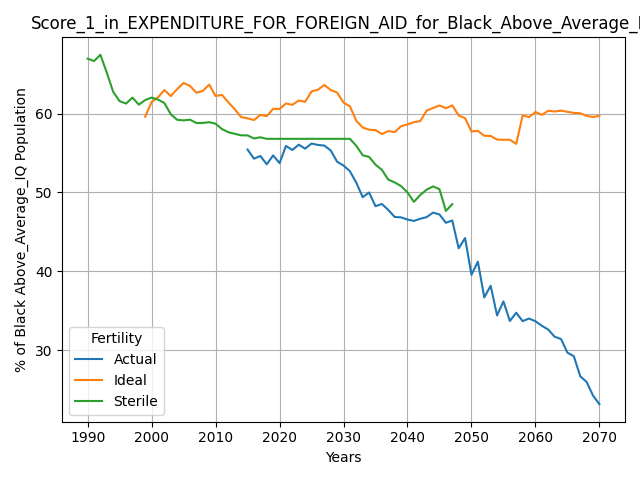 Score_1_in_EXPENDITURE_FOR_FOREIGN_AID_for_Black_Above_Average_I
% of Black Above_Average_IQ Population
60
50
40
30
Fertility
Actual
Ideal
Sterile
1990 2000 2010 2020 2030 2040 2050 2060 2070
Years